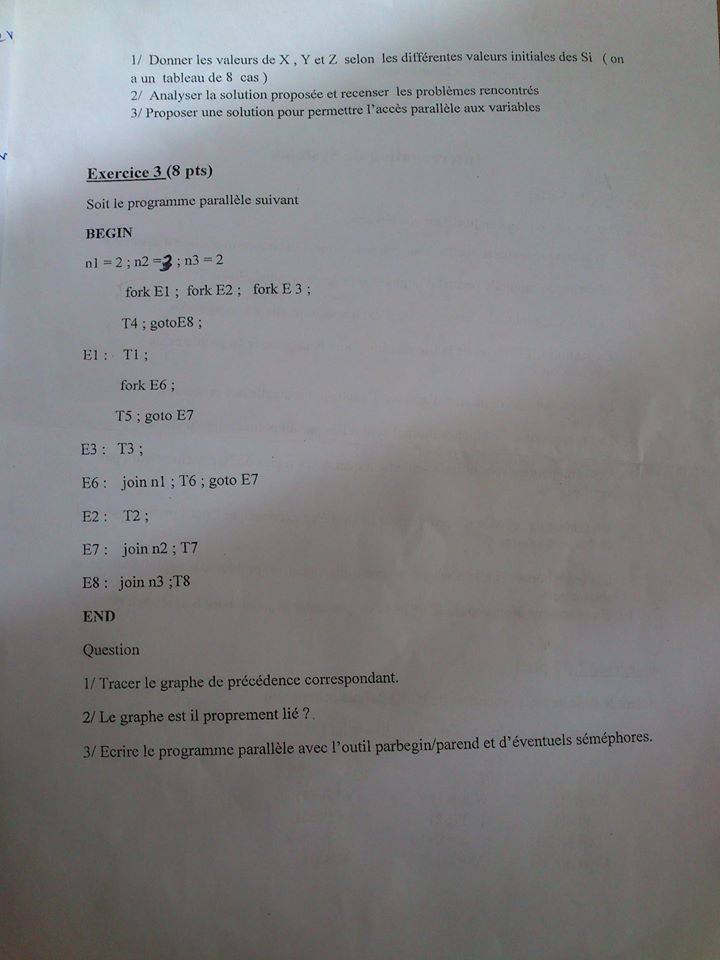 1/ Donner les valeurs de X , Y et Z selon les différentes valeurs initiales des Si ( on
a un tableau de 8 cas )
2/ Analyser la solution proposée et recenser les problèmes rencontrés
3/ Proposer une solution pour permettre l'accès parallèle aux variables
Exercice 3 (8 pts)
Soit le programme parallèle suivant
BEGIN
n1 = 2 ; n2 =3 ; n3 = 2
fork E1 ; fork E2 ; fork E 3 ;
T4 ; gotoE8 ;
E1 : T1 ;
fork E6 ;
T5 ; goto E7
E3 : T3 ;
E6 : join n1 ; T6 ; goto E7
E2 : T2 ;
E7 : join n2 ; T7
E8 : join n3 ;T8
END
Question
1/ Tracer le graphe de précédence correspondant.
2/ Le graphe est il proprement lié ? .
3/ Ecrire le programme parallèle avec l'outil parbegin/parend et d'éventuels séméphores.